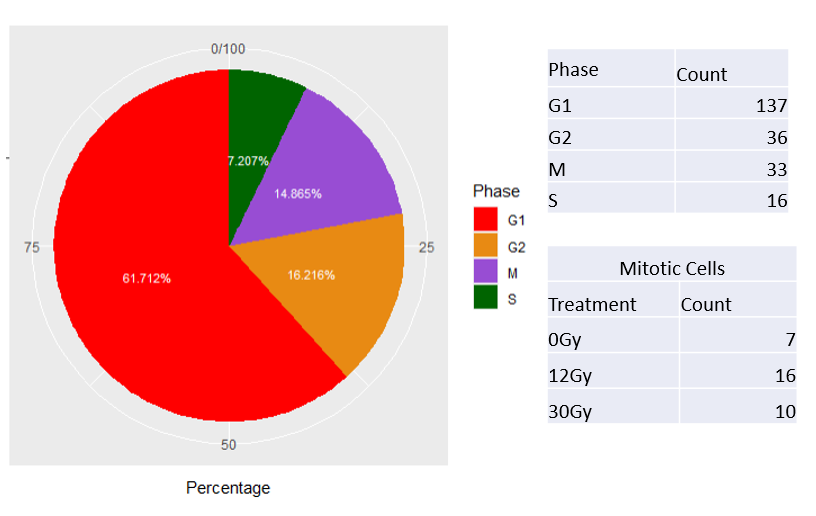 0/100
7.207%
14.865%
75
25
61.712%
16.216%
50
Percentage
Phase
G1
G2
M
S
Phase Count
G1 137
G2 36
M 33
S 16
Mitotic Cells
Treatment Count
0Gy 7
12Gy 16
30Gy 10